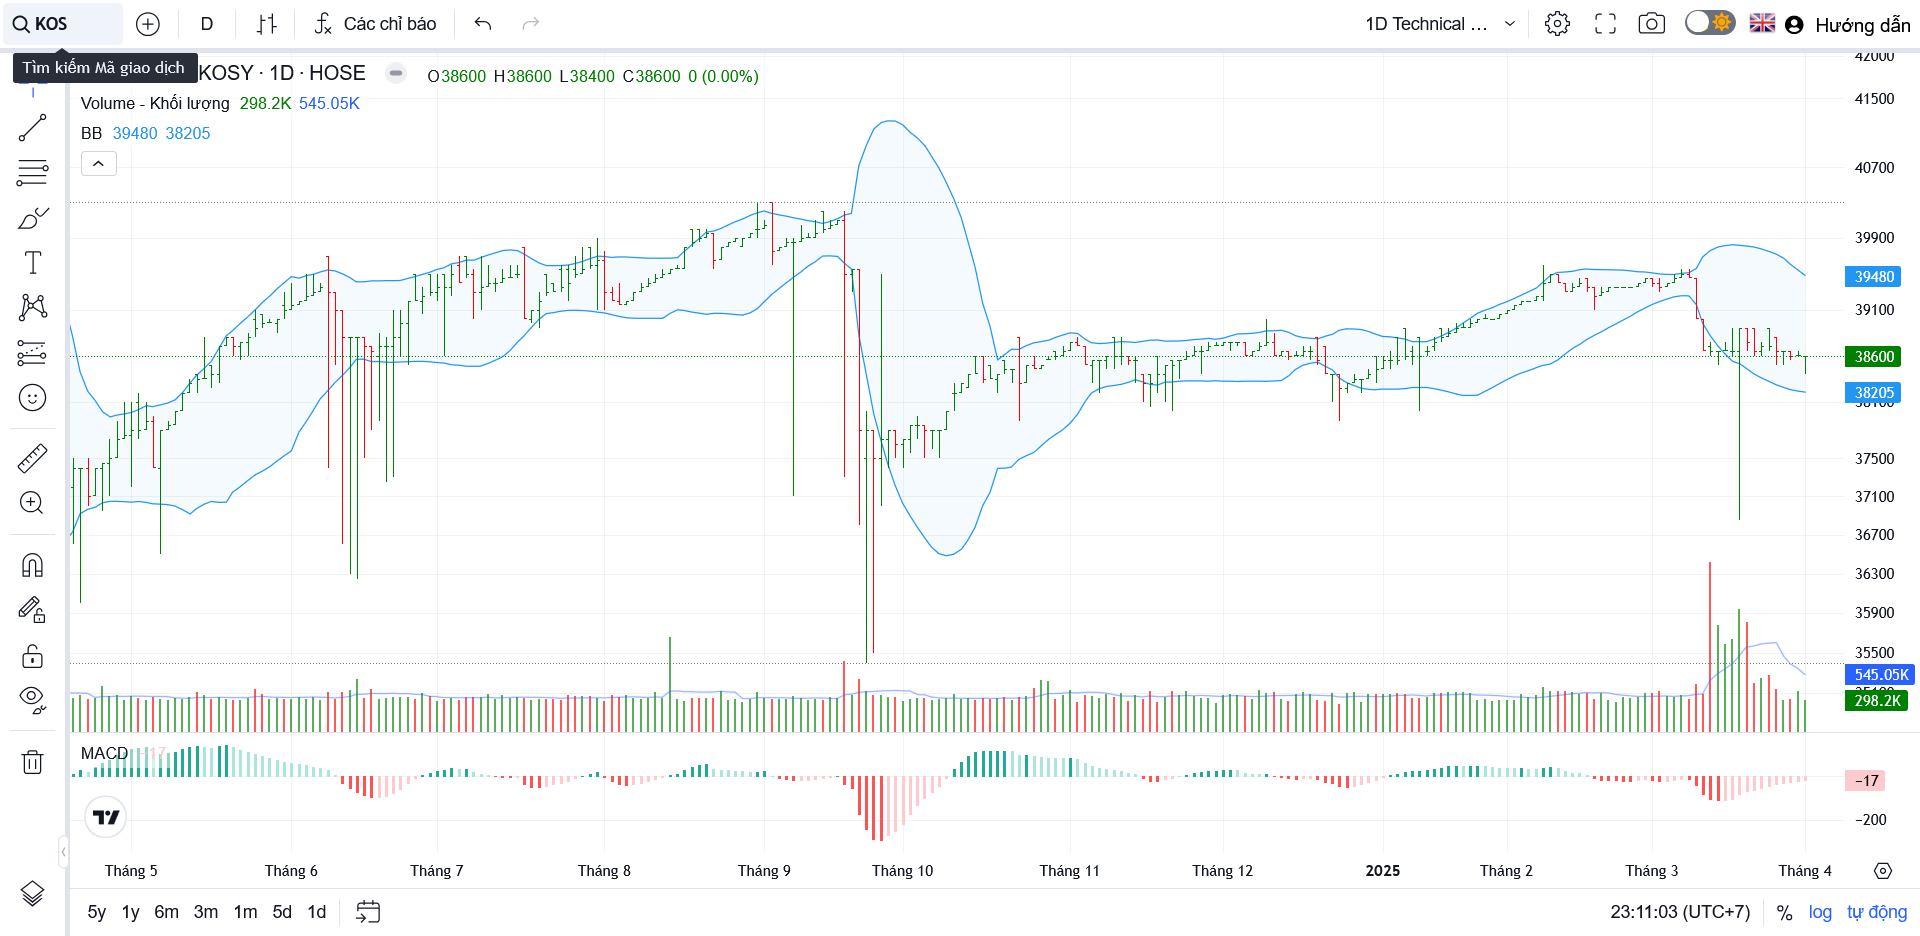 KOS
D
Các chỉ báo
1D Technical ...
Hướng dẫn
Tìm kiếm Mã giao dịch
KOSY · 1D · HOSE
O38600 H38600 L38400 C38600 0 (0.00%)
Volume - Khối lượng 298.2K 545.05K
BB 39480 38205
42000
41500
40700
39900
39480
39100
38600
38205
38100
37500
37100
36700
36300
35900
35500
545.05K
35100
298.2K
MACD −17
−17
−200
Tháng 5 Tháng 6 Tháng 7 Tháng 8 Tháng 9 Tháng 10 Tháng 11 Tháng 12 2025 Tháng 2 Tháng 3 Tháng 4
5y 1y 6m 3m 1m 5d 1d
23:11:03 (UTC+7) % log tự động